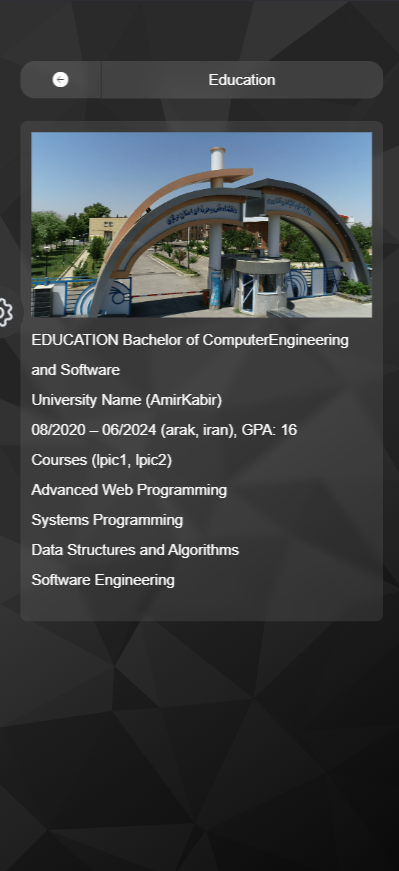 Education
EDUCATION Bachelor of ComputerEngineering
and Software
University Name (AmirKabir)
08/2020 – 06/2024 (arak, iran), GPA: 16
Courses (lpic1, lpic2)
Advanced Web Programming
Systems Programming
Data Structures and Algorithms
Software Engineering